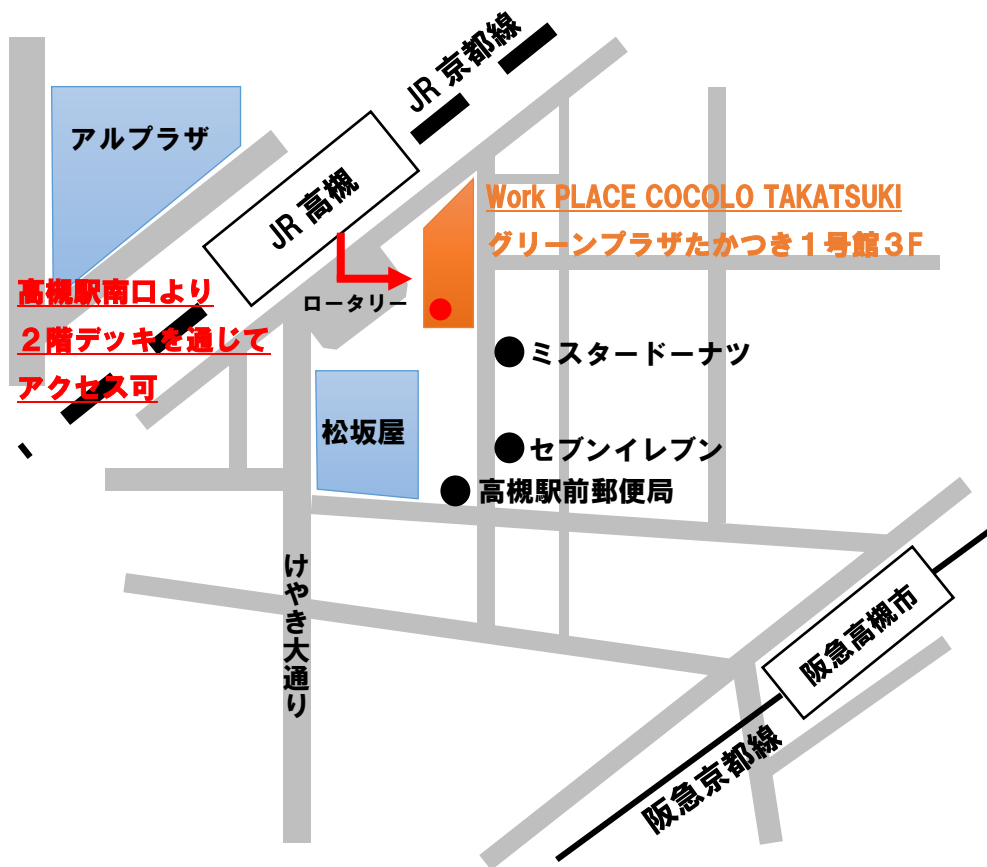 JR 京都線
アルプラザ
JR 高槻
Work PLACE COCOLO TAKATSUKI
グリーンプラザたかつき１号館３F
高槻駅南口より
２階デッキを通じて
アクセス可
ロータリー
ミスタードーナツ
松坂屋
セブンイレブン
高槻駅前郵便局
けやき大通り
阪急高槻市
阪急京都線